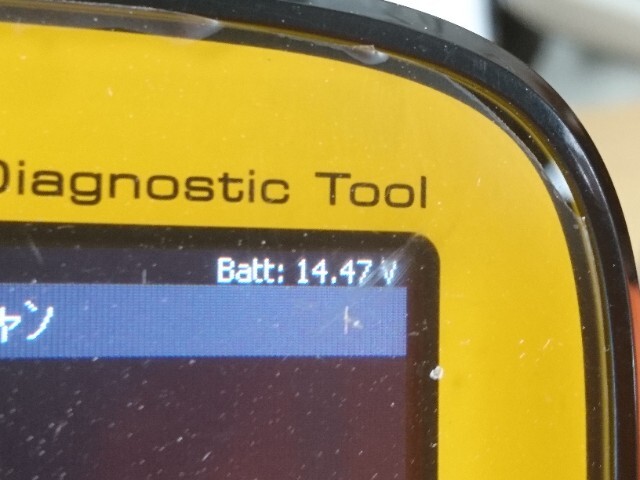 Diagnostic Tool
Batt: 14.47 V
ャン